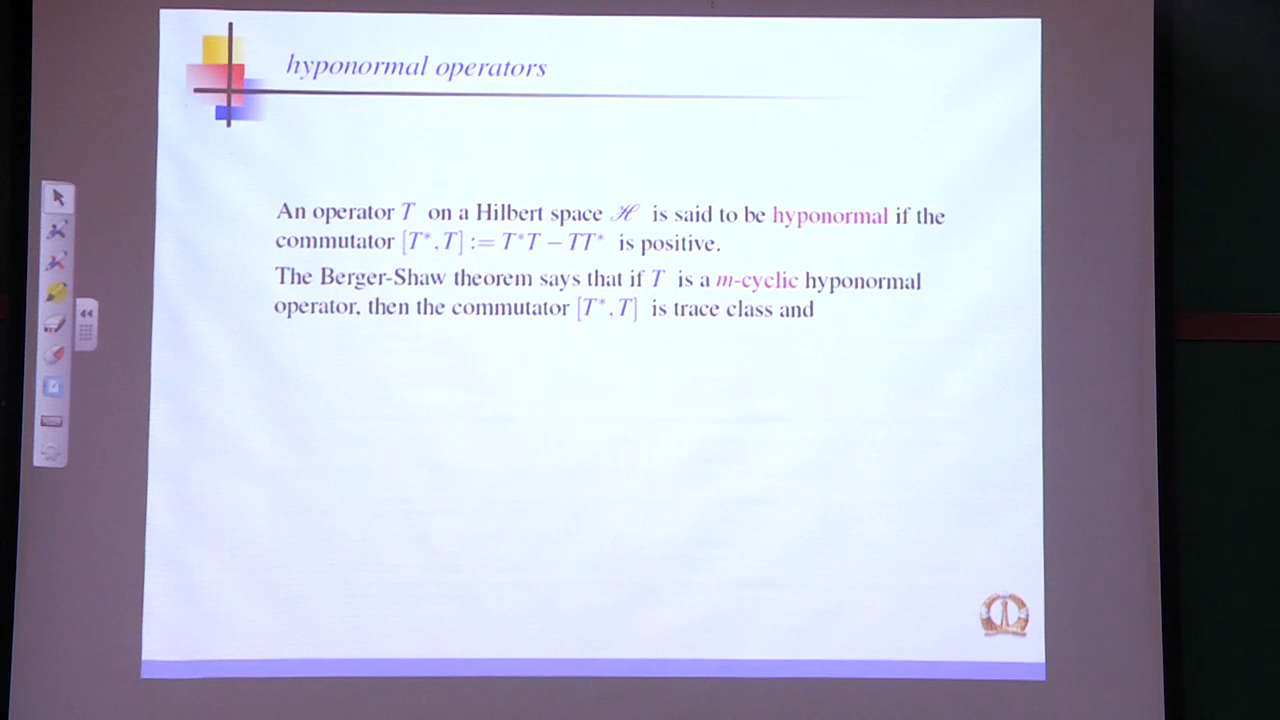 hyponormal operators
An operator T on a Hilbert space ℋ is said to be hyponormal if the
commutator [T*, T] := T*T − TT* is positive.
The Berger-Shaw theorem says that if T is a m-cyclic hyponormal
operator, then the commutator [T*, T] is trace class and